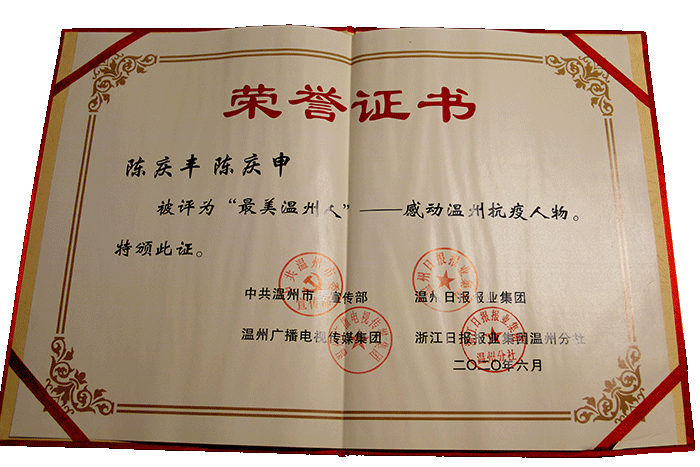 荣誉证书
陈庆丰 陈庆申
被评为“最美温州人”——感动温州抗疫人物。
特颁此证。
中共温州市委宣传部 温州日报报业集团
温州广播电视传媒集团 浙江日报报业集团温州分社
二〇二〇年六月